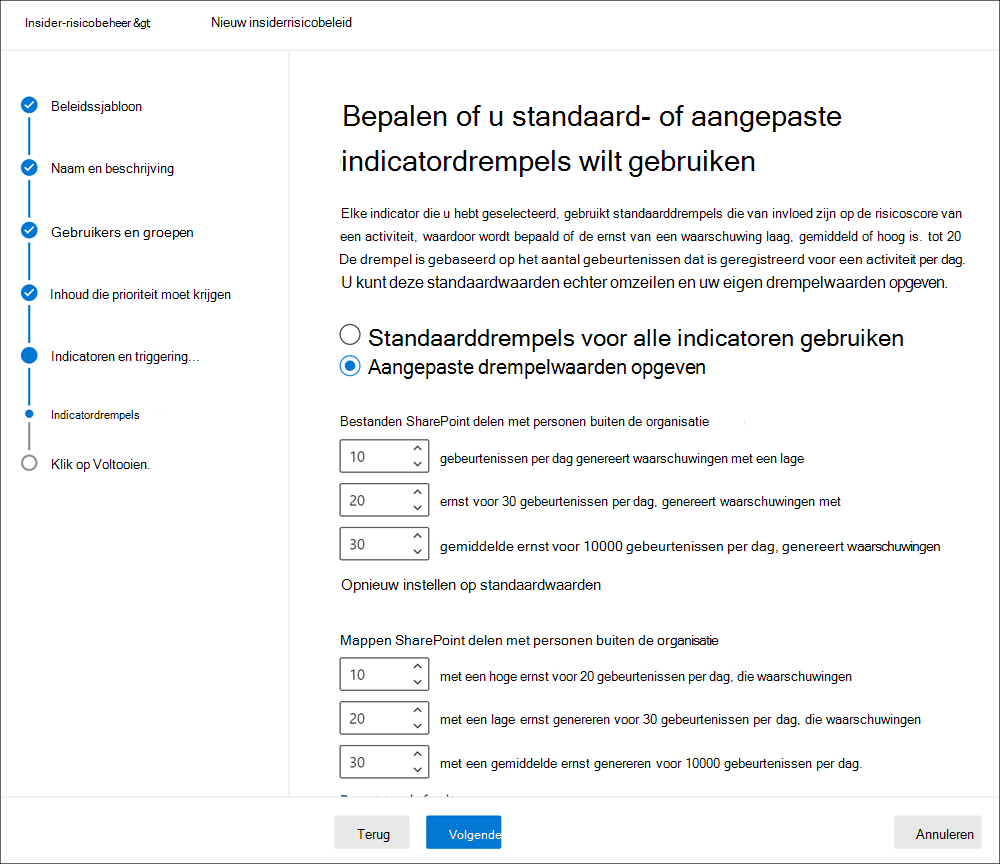 Insider-risicobeheer &gt;
Nieuw insiderrisicobeleid
Beleidssjabloon
Naam en beschrijving
Gebruikers en groepen
Inhoud die prioriteit moet krijgen
Indicatoren en triggering...
Indicatordrempels
Klik op Voltooien.
Bepalen of u standaard- of aangepaste
indicatordrempels wilt gebruiken
Elke indicator die u hebt geselecteerd, gebruikt standaarddrempels die van invloed zijn op de risicoscore van
een activiteit, waardoor wordt bepaald of de ernst van een waarschuwing laag, gemiddeld of hoog is. tot 20
De drempel is gebaseerd op het aantal gebeurtenissen dat is geregistreerd voor een activiteit per dag.
U kunt deze standaardwaarden echter omzeilen en uw eigen drempelwaarden opgeven.
Standaarddrempels voor alle indicatoren gebruiken
Aangepaste drempelwaarden opgeven
Bestanden SharePoint delen met personen buiten de organisatie
10 gebeurtenissen per dag genereert waarschuwingen met een lage
20 ernst voor 30 gebeurtenissen per dag, genereert waarschuwingen met
30 gemiddelde ernst voor 10000 gebeurtenissen per dag, genereert waarschuwingen
Opnieuw instellen op standaardwaarden
Mappen SharePoint delen met personen buiten de organisatie
10 met een hoge ernst voor 20 gebeurtenissen per dag, die waarschuwingen
20 met een lage ernst genereren voor 30 gebeurtenissen per dag, die waarschuwingen
30 met een gemiddelde ernst genereren voor 10000 gebeurtenissen per dag.
Terug
Volgende
Annuleren